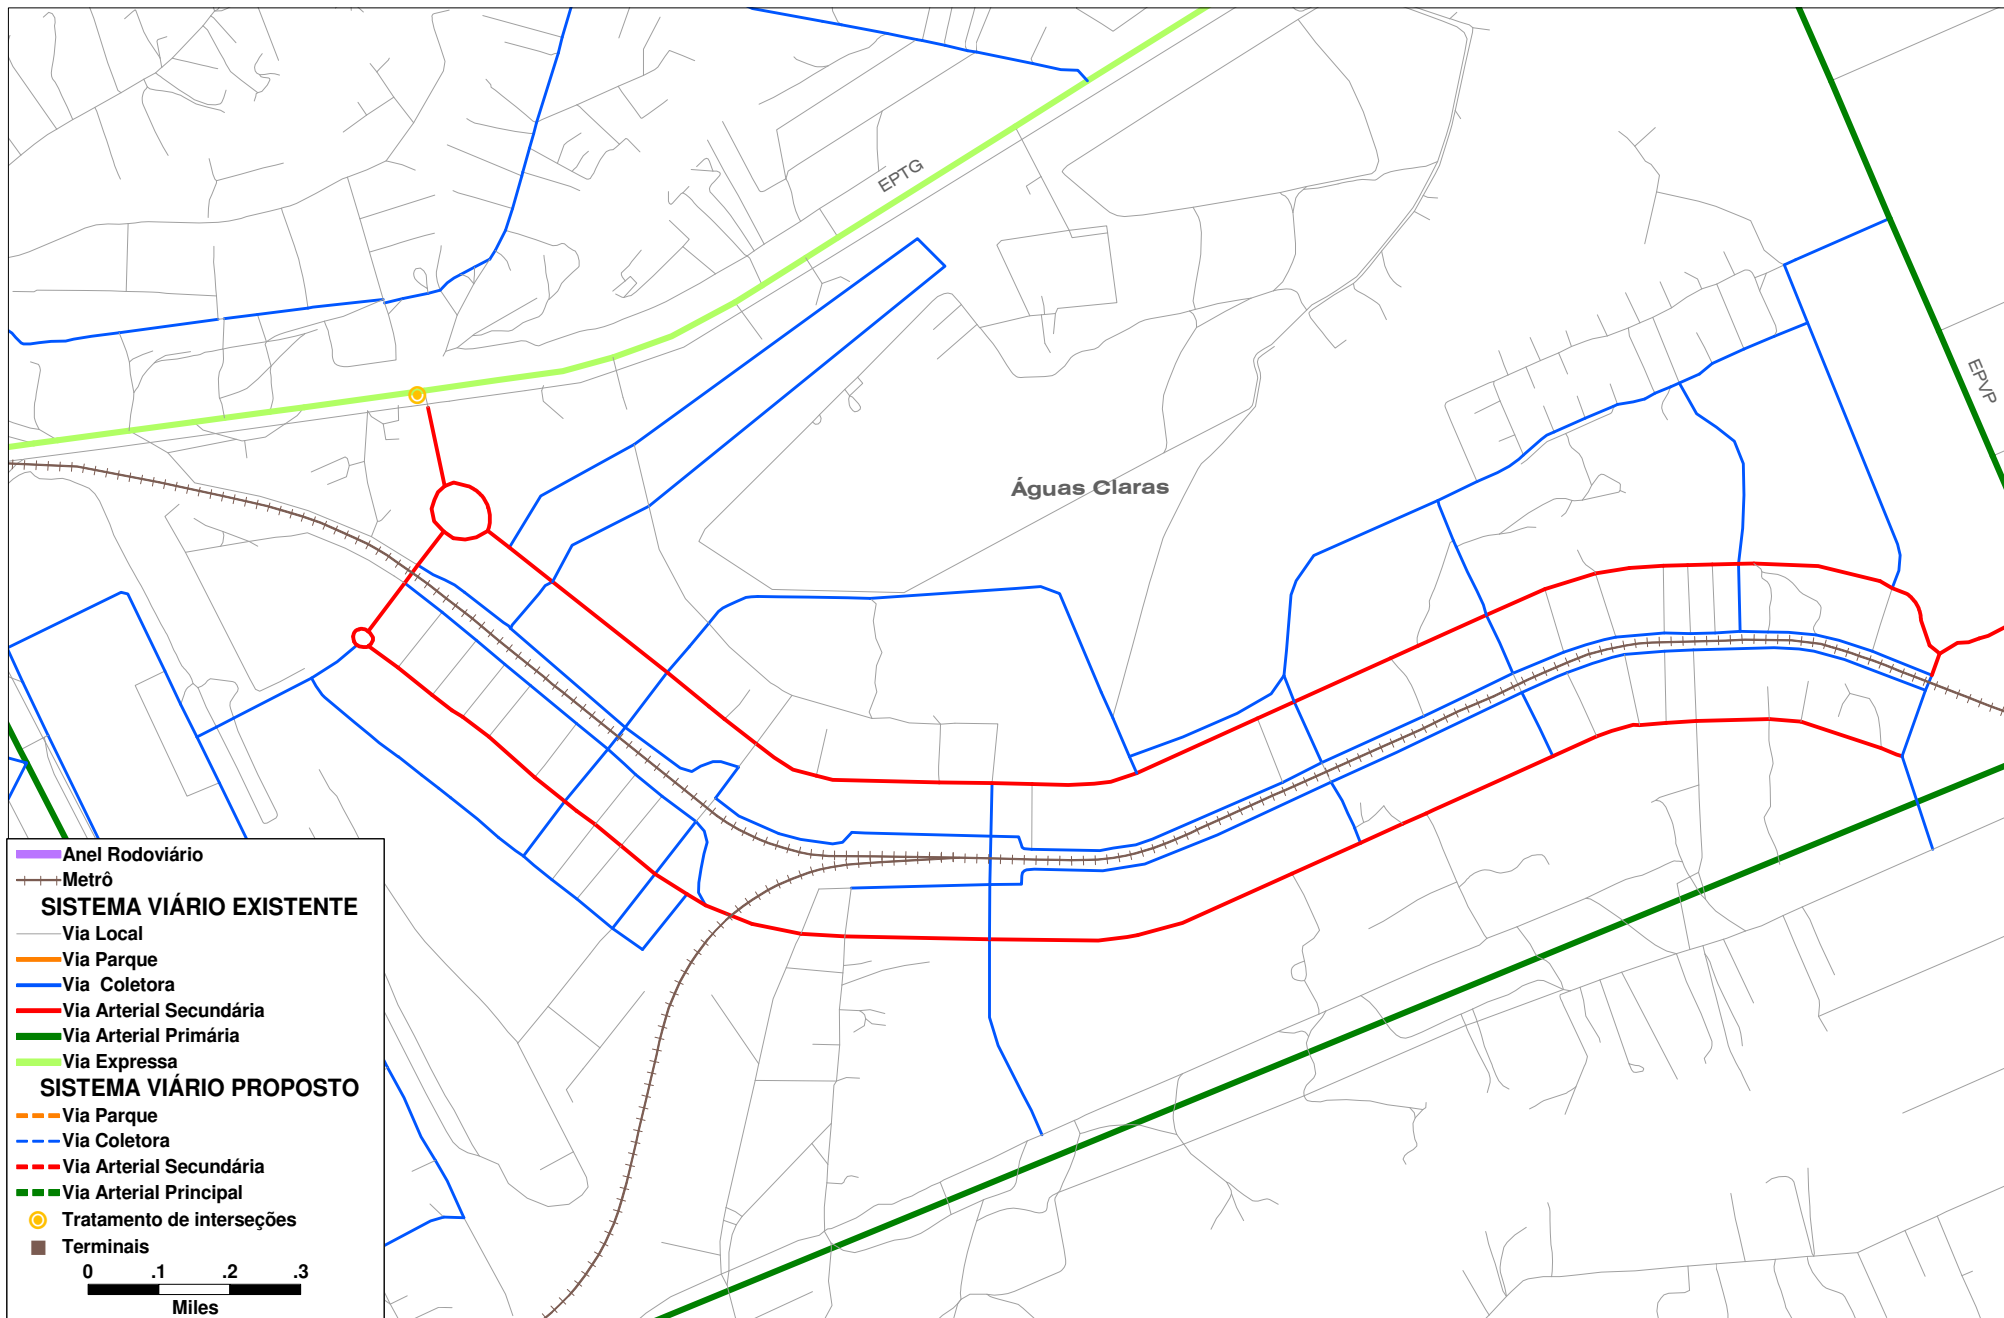 EPTG
EPVP
Águas Claras
Anel Rodoviário
Metrô
SISTEMA VIÁRIO EXISTENTE
Via Local
Via Parque
Via Coletora
Via Arterial Secundária
Via Arterial Primária
Via Expressa
SISTEMA VIÁRIO PROPOSTO
Via Parque
Via Coletora
Via Arterial Secundária
Via Arterial Principal
Tratamento de interseções
Terminais
0 .1 .2 .3
Miles